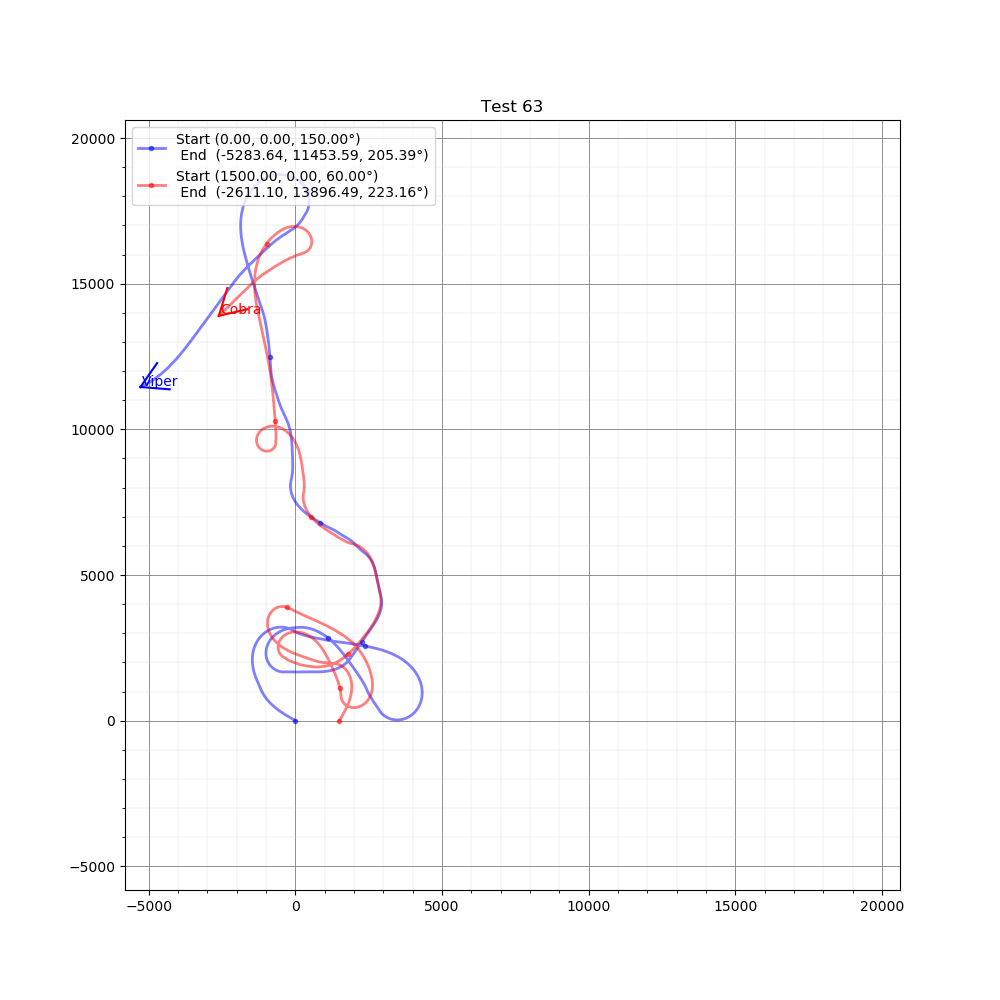 Test 63
Start (0.00, 0.00, 150.00°)
End (-5283.64, 11453.59, 205.39°)
Start (1500.00, 0.00, 60.00°)
End (-2611.10, 13896.49, 223.16°)
20000
15000
10000
5000
0
−5000
Cobra
Viper
−5000
0
5000
10000
15000
20000